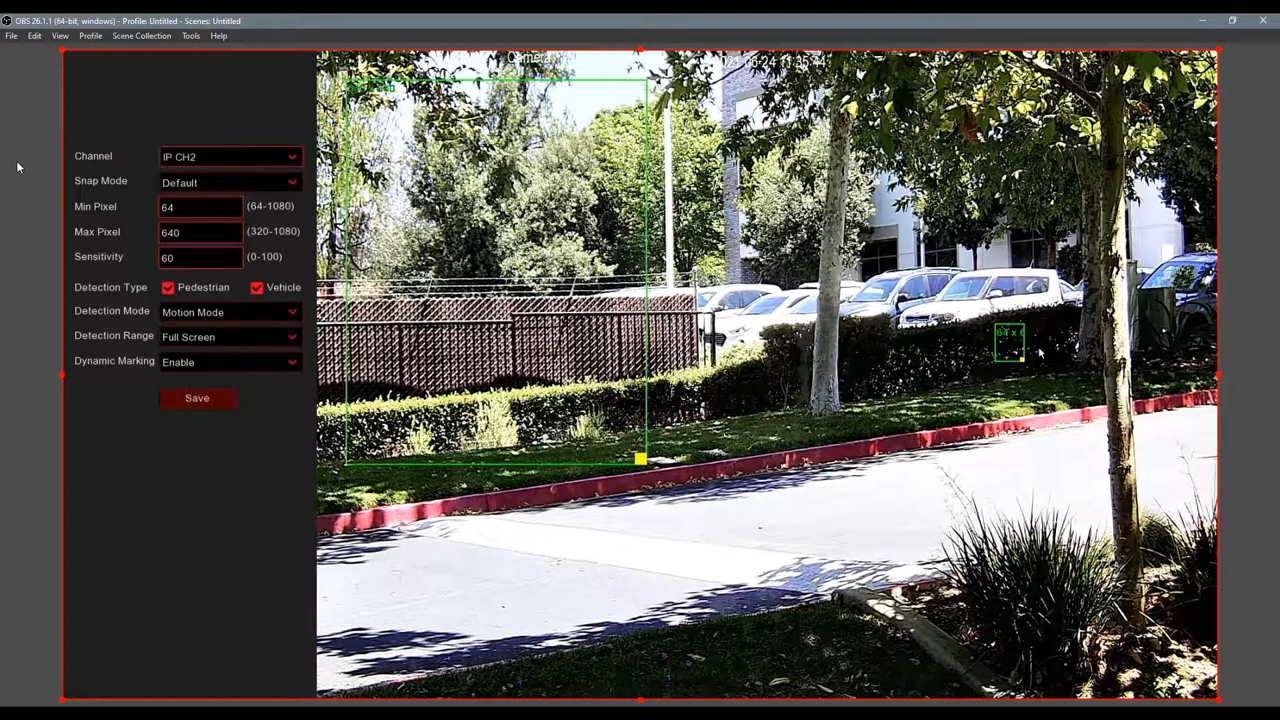 OBS 26.1.1 (64-bit, windows) - Profile: Untitled - Scenes: Untitled
File Edit View Profile Scene Collection Tools Help
Camera
2021-06-24 11:35:44
Channel IP CH2
Snap Mode Default
Min Pixel 64 (64-1080)
Max Pixel 640 (320-1080)
Sensitivity 60 (0-100)
Detection Type Pedestrian Vehicle
Detection Mode Motion Mode
Detection Range Full Screen
Dynamic Marking Enable
Save
64 x 6